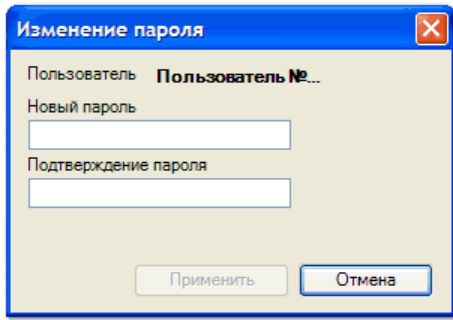 Изменение пароля
Пользователь Пользователь №...
Новый пароль
Подтверждение пароля
Применить Отмена